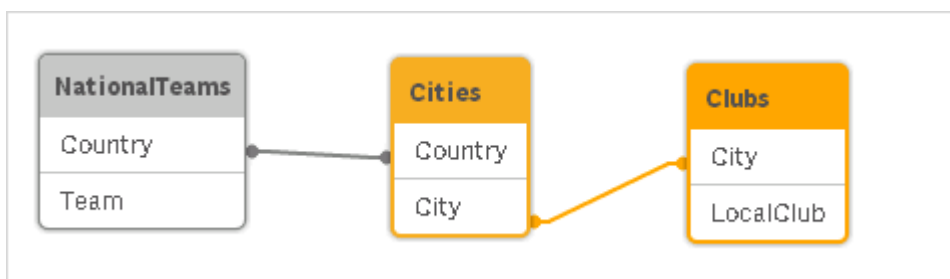 NationalTeams
Country
Team
Cities
Country
City
Clubs
City
LocalClub